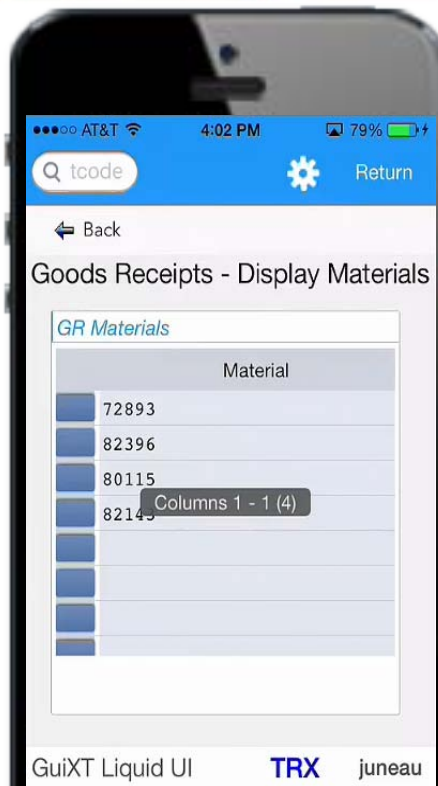 AT&T 4:02 PM 79%
tcode Return
Back
Goods Receipts - Display Materials
GR Materials
Material
72893
82396
80115
82143
Columns 1 - 1 (4)
GuiXT Liquid UI TRX juneau